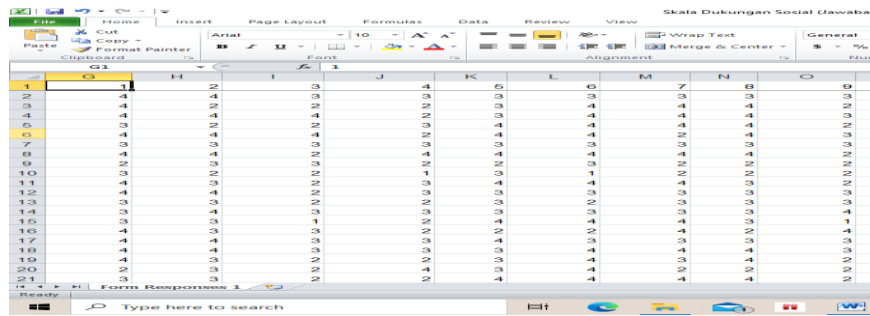 Skala Dukungan Sosial (Jawaba
File Home Insert Page Layout Formulas Data Review View
Cut Arial 10 A A Wrap Text General
Copy
Paste Format Painter B I U A Merge & Center $ %
Clipboard Font Alignment Nu
G1 fx 1
G H I J K L M N O
1 1 2 3 4 5 6 7 8 9
2 4 4 3 3 3 3 3 3 3
3 4 2 2 2 3 4 4 4 2
4 4 4 4 2 3 4 4 4 2
5 3 2 2 3 4 4 4 4 2
6 4 4 4 2 4 4 2 4 3
7 3 3 3 3 3 3 3 3 3
8 4 4 2 4 4 4 4 4 2
9 2 3 3 2 2 3 4 2 2
10 3 2 2 1 3 1 2 2 2
11 4 4 2 3 4 4 4 3 2
12 4 4 2 3 3 3 3 3 2
13 3 3 2 3 3 2 3 3 2
14 3 4 3 3 3 3 3 3 4
15 3 3 1 2 4 4 4 3 1
16 4 3 3 2 2 2 4 2 4
17 4 4 3 3 4 3 3 3 3
18 4 4 3 3 3 4 4 3 3
19 4 3 2 2 4 3 4 4 2
20 2 3 2 4 3 4 2 2 2
21 3 3 2 2 4 4 4 4 2
Form Responses 1
Ready
Type here to search
W